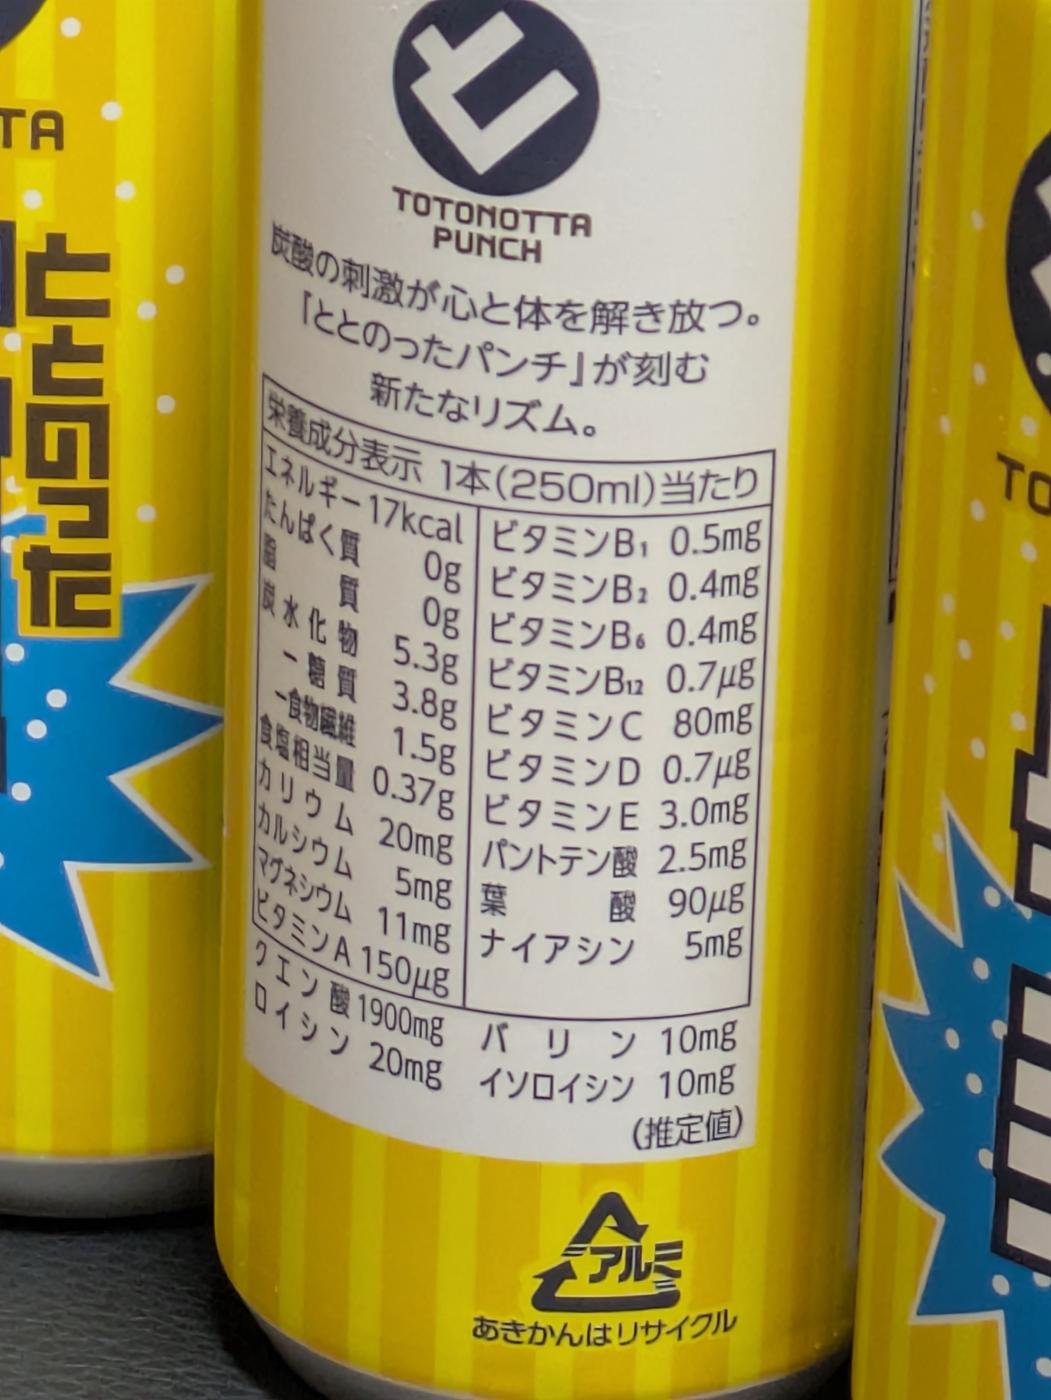 TOTONOTTA
PUNCH
炭酸の刺激が心と体を解き放つ。
「ととのったパンチ」が刻む
新たなリズム。
栄養成分表示 1本(250ml)当たり
エネルギー 17kcal
たんぱく質 0g
脂質 0g
炭水化物 5.3g
-糖質 3.8g
-食物繊維 1.5g
食塩相当量 0.37g
カリウム 20mg
カルシウム 5mg
マグネシウム 11mg
ビタミンA 150μg
ビタミンB₁ 0.5mg
ビタミンB₂ 0.4mg
ビタミンB₆ 0.4mg
ビタミンB₁₂ 0.7μg
ビタミンC 80mg
ビタミンD 0.7μg
ビタミンE 3.0mg
パントテン酸 2.5mg
葉酸 90μg
ナイアシン 5mg
クエン酸 1900mg
ロイシン 20mg
バリン 10mg
イソロイシン 10mg
(推定値)
アルミ
あきかんはリサイクル
TA
ととのった
TO